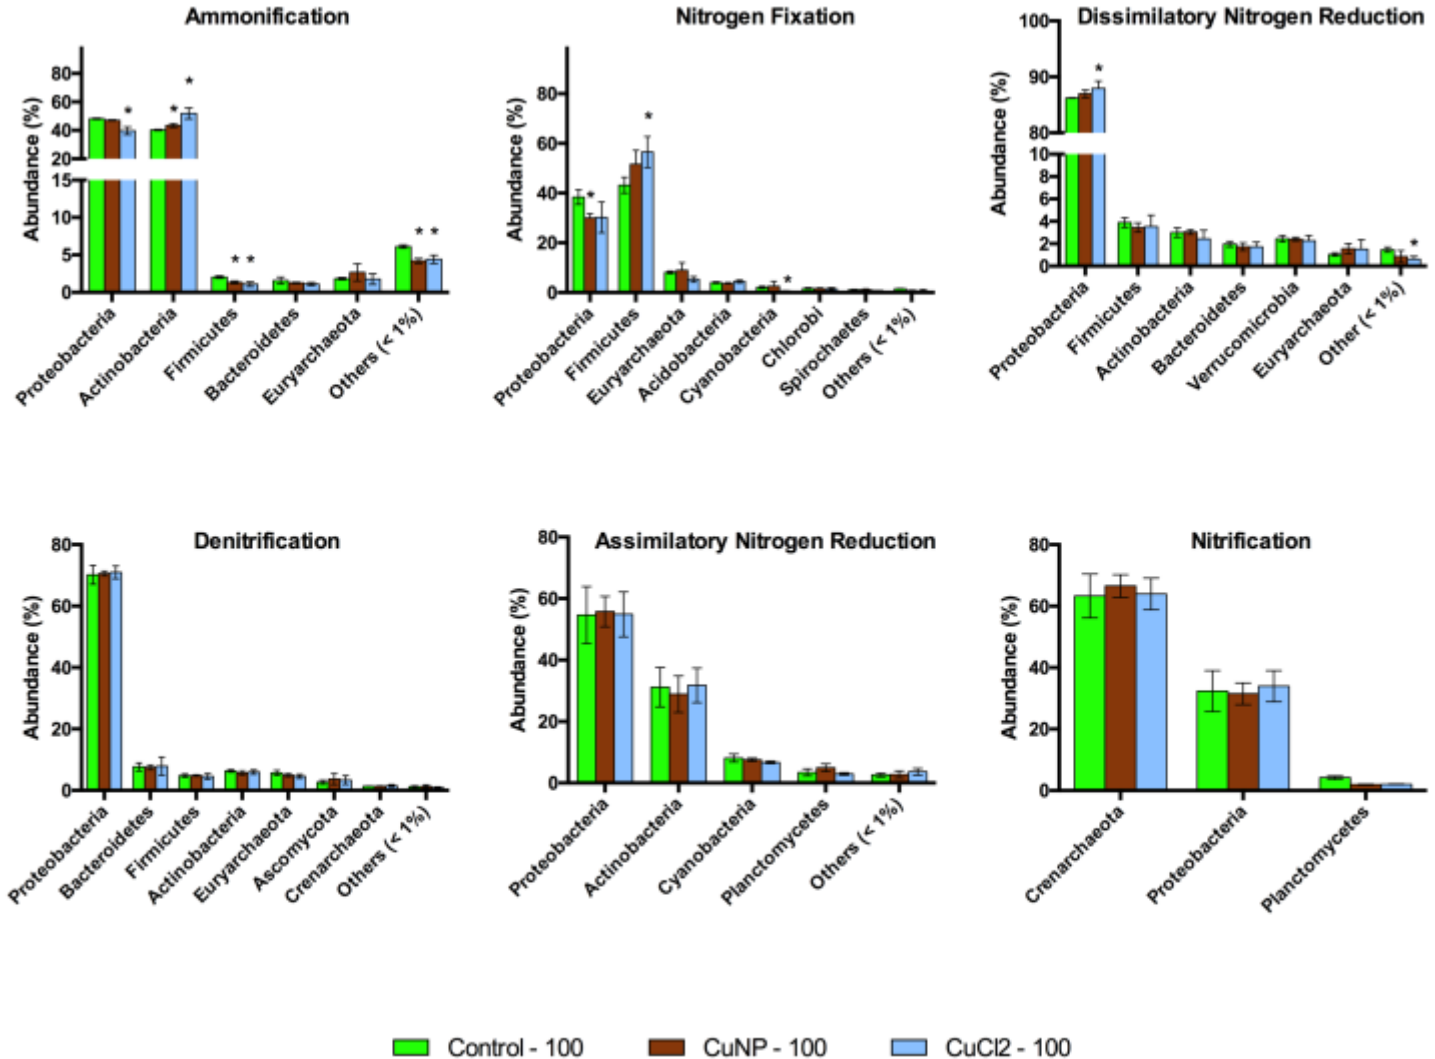 Ammonification
Abundance (%)
80
60
40
20
15
10
5
0
* * *
* * * *
Proteobacteria
Actinobacteria
Firmicutes
Bacteroidetes
Euryarchaeota
Others (< 1%)
Nitrogen Fixation
Abundance (%)
80
60
40
20
0
* * *
Proteobacteria
Firmicutes
Euryarchaeota
Acidobacteria
Cyanobacteria
Chlorobi
Spirochaetes
Others (< 1%)
Dissimilatory Nitrogen Reduction
Abundance (%)
100
90
80
10
8
6
4
2
0
* *
Proteobacteria
Firmicutes
Actinobacteria
Bacteroidetes
Verrucomicrobia
Euryarchaeota
Other (< 1%)
Denitrification
Abundance (%)
80
60
40
20
0
Proteobacteria
Bacteroidetes
Firmicutes
Actinobacteria
Euryarchaeota
Ascomycota
Crenarchaeota
Others (< 1%)
Assimilatory Nitrogen Reduction
Abundance (%)
80
60
40
20
0
Proteobacteria
Actinobacteria
Cyanobacteria
Planctomycetes
Others (< 1%)
Nitrification
Abundance (%)
80
60
40
20
0
Crenarchaeota
Proteobacteria
Planctomycetes
Control - 100 CuNP - 100 CuCl2 - 100